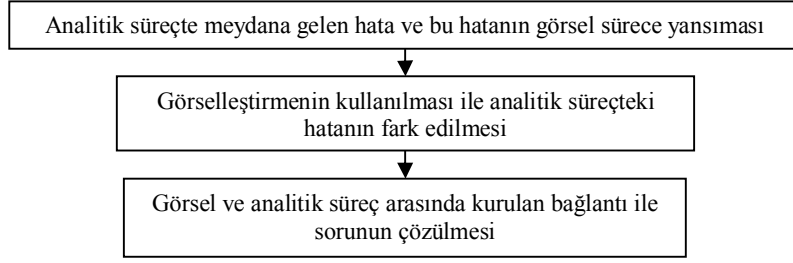 Analitik süreçte meydana gelen hata ve bu hatanın görsel sürece yansıması
Görselleştirmenin kullanılması ile analitik süreçteki
hatanın fark edilmesi
Görsel ve analitik süreç arasında kurulan bağlantı ile
sorunun çözülmesi